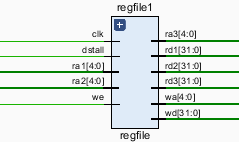 regfile1
clk
dstall
ra1[4:0]
ra2[4:0]
we
ra3[4:0]
rd1[31:0]
rd2[31:0]
rd3[31:0]
wa[4:0]
wd[31:0]
regfile